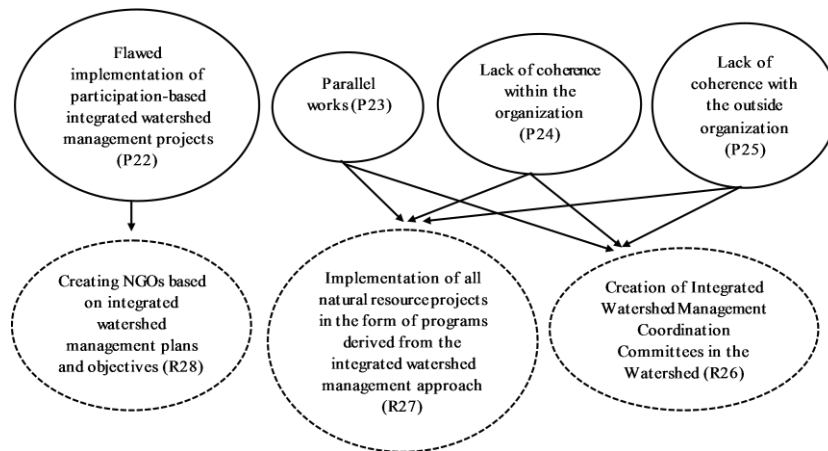 Flawed
implementation of
participation-based
integrated watershed
management projects
(P22)
Parallel
works (P23)
Lack of coherence
within the
organization
(P24)
Lack of
coherence with
the outside
organization
(P25)
Creating NGOs based
on integrated
watershed
management plans
and objectives (R28)
Implementation of all
natural resource projects
in the form of programs
derived from the
integrated watershed
management approach
(R27)
Creation of Integrated
Watershed Management
Coordination
Committees in the
Watershed (R26)